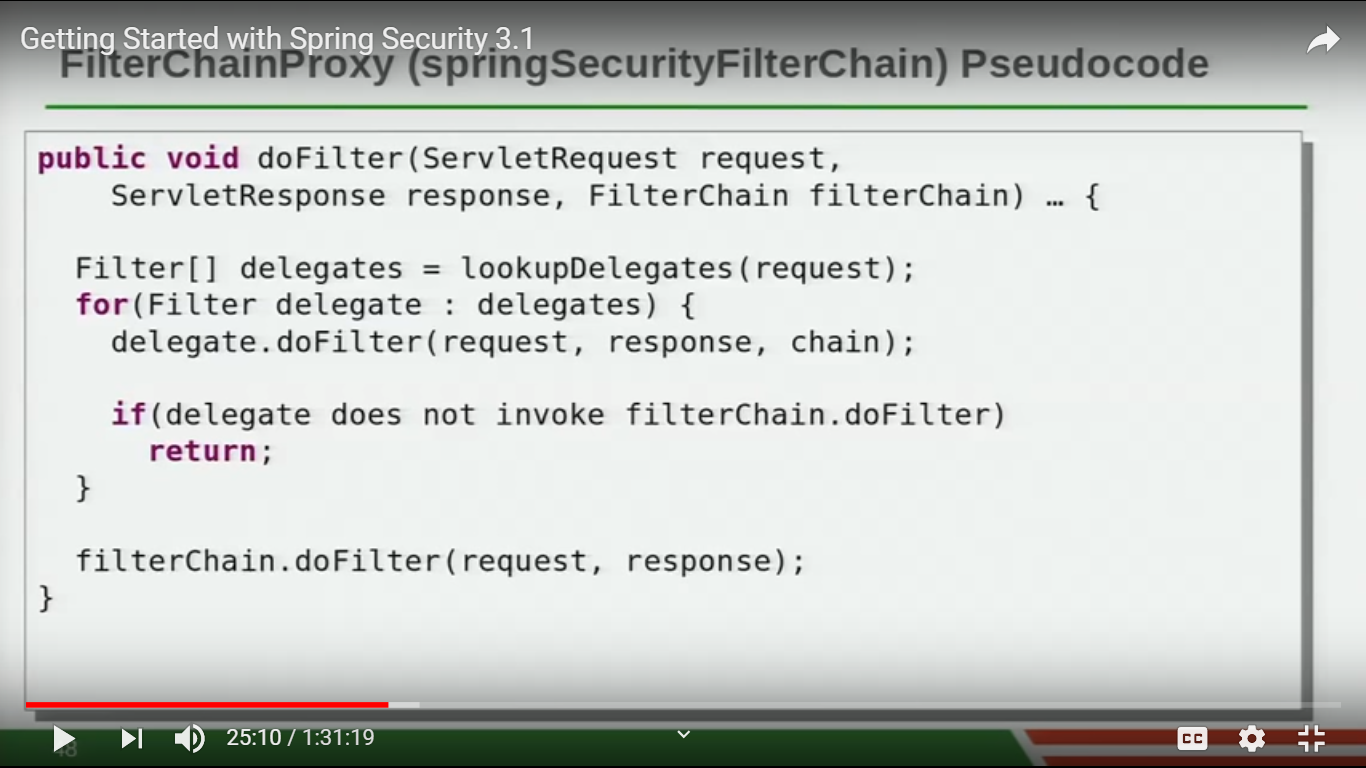 Getting Started with Spring Security 3.1
FilterChainProxy (springSecurityFilterChain) Pseudocode
public void doFilter(ServletRequest request,
ServletResponse response, FilterChain filterChain) … {
Filter[] delegates = lookupDelegates(request);
for(Filter delegate : delegates) {
delegate.doFilter(request, response, chain);
if(delegate does not invoke filterChain.doFilter)
return;
}
filterChain.doFilter(request, response);
}
25:10 / 1:31:19
CC